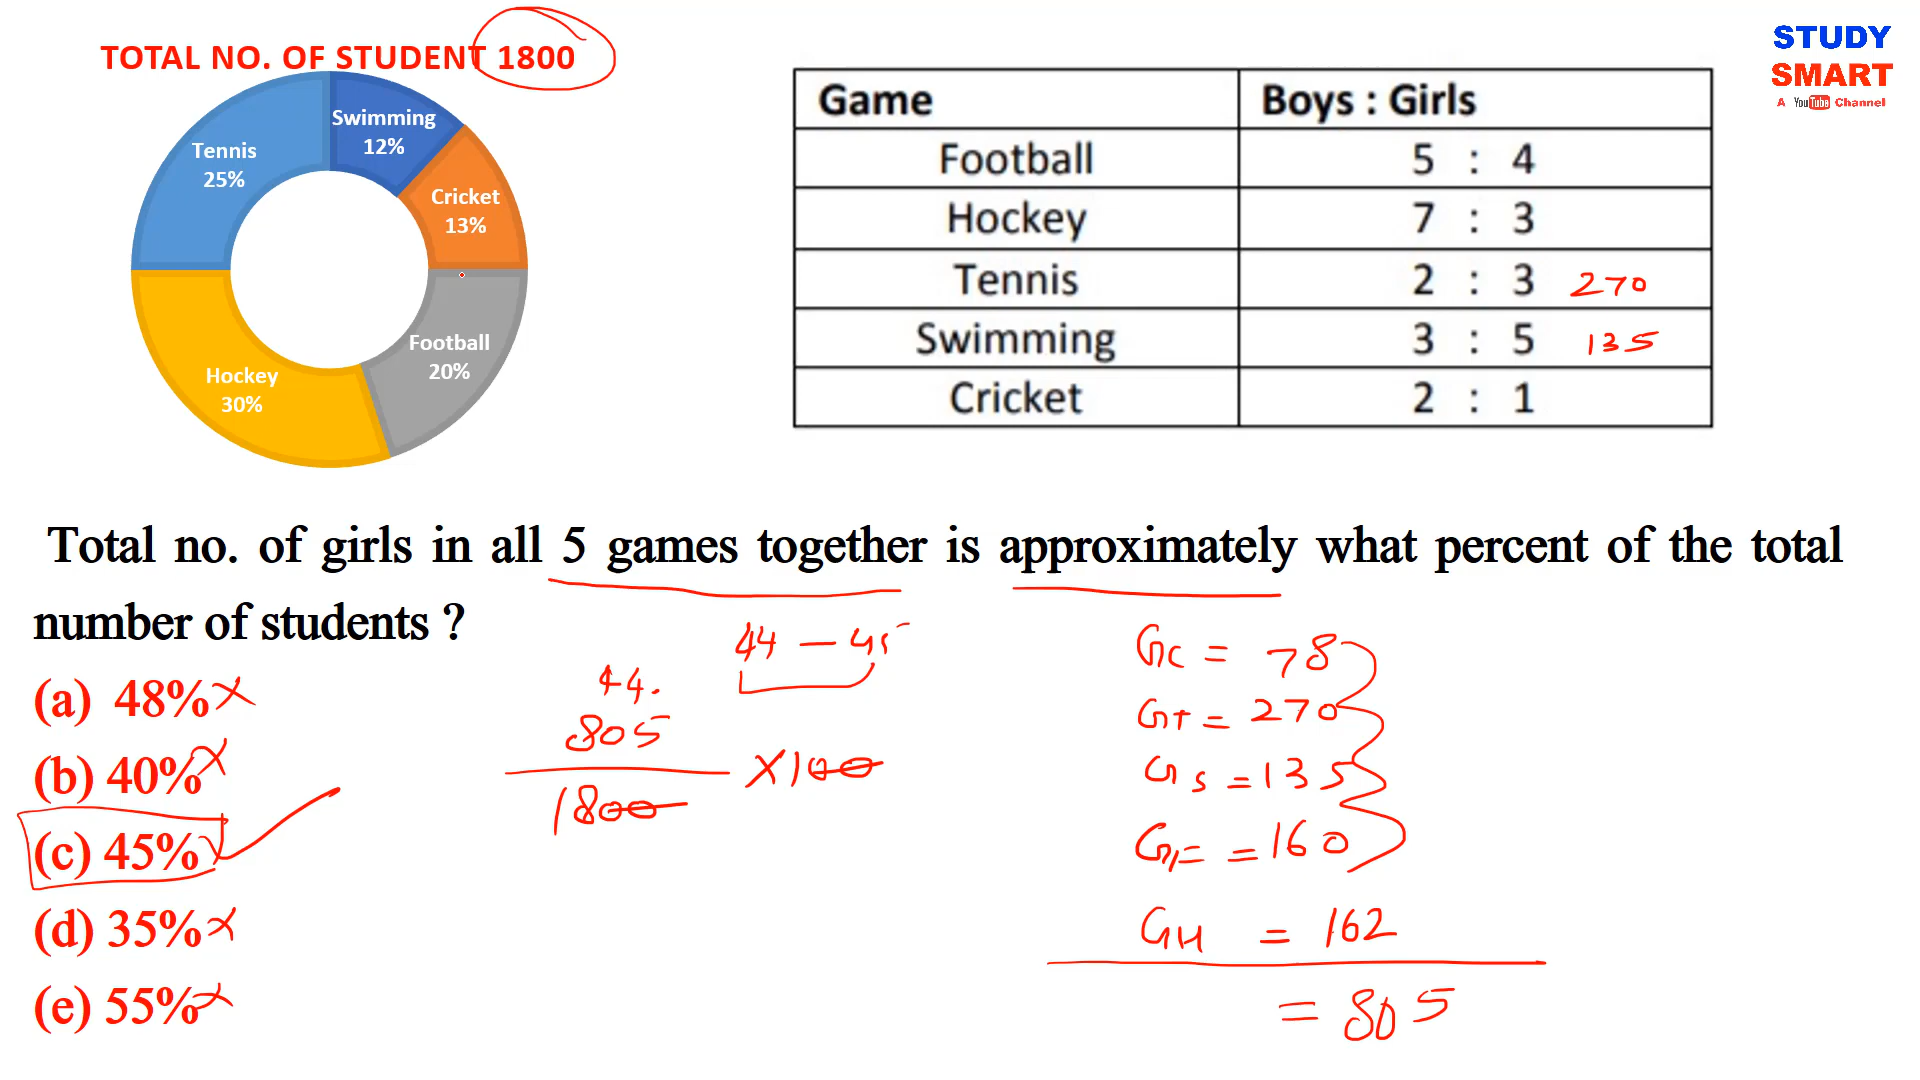 TOTAL NO. OF STUDENT 1800
STUDY
SMART
A YouTube Channel
Swimming
12%
Tennis
25%
Cricket
13%
Football
20%
Hockey
30%
Game Boys : Girls
Football 5 : 4
Hockey 7 : 3
Tennis 2 : 3 270
Swimming 3 : 5 135
Cricket 2 : 1
Total no. of girls in all 5 games together is approximately what percent of the total
number of students ?
(a) 48%
(b) 40%
(c) 45%
(d) 35%
(e) 55%
44 – 45
44.
805
1800
×100
GC = 78
GT = 270
GS = 135
GF = 160
GH = 162
= 805